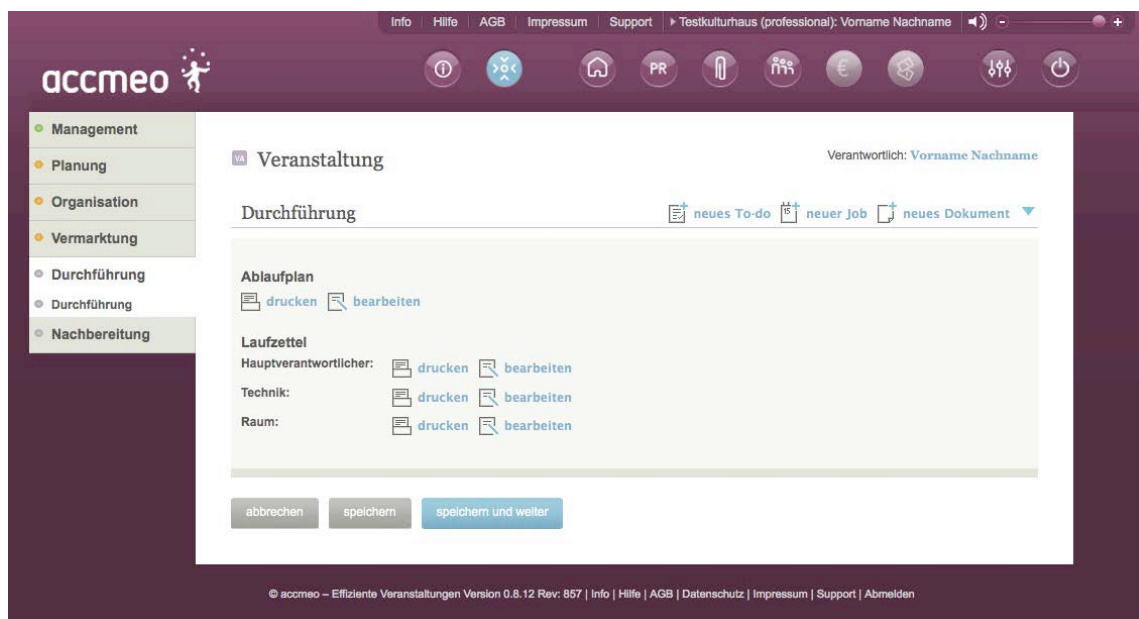 Info Hilfe AGB Impressum Support Testkulturhaus (professional): Vorname Nachname
accmeo
PR
€
Management
Planung
Organisation
Vermarktung
Durchführung
Durchführung
Nachbereitung
VA Veranstaltung
Verantwortlich: Vorname Nachname
Durchführung
neues To-do 15 neuer Job neues Dokument
Ablaufplan
drucken bearbeiten
Laufzettel
Hauptverantwortlicher: drucken bearbeiten
Technik: drucken bearbeiten
Raum: drucken bearbeiten
abbrechen speichern speichern und weiter
© accmeo – Effiziente Veranstaltungen Version 0.8.12 Rev: 857 | Info | Hilfe | AGB | Datenschutz | Impressum | Support | Abmelden